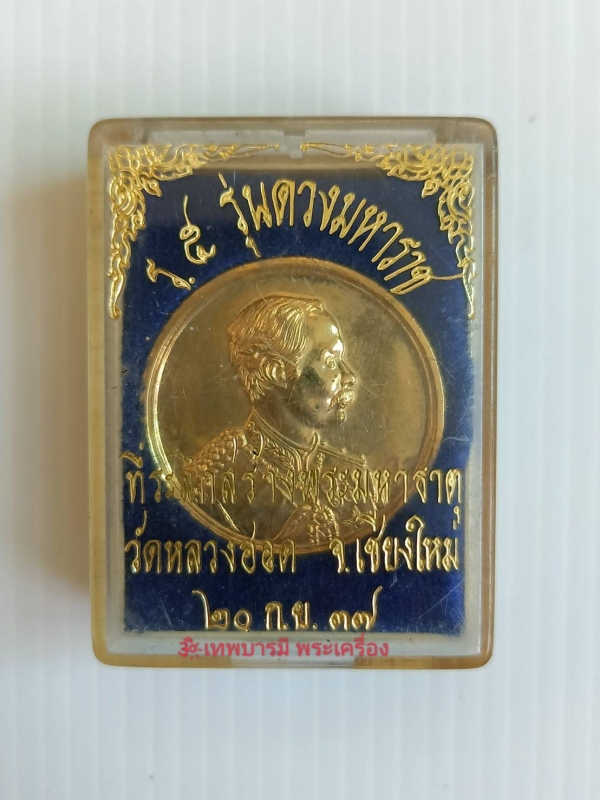 ร.๕ รุ่นดวงมหาราช
ที่ระลึกสร้างพระมหาธาตุ
วัดหลวงฮอด จ.เชียงใหม่
๒๐ ก.ย. ๓๗
เทพบารมี พระเครื่อง